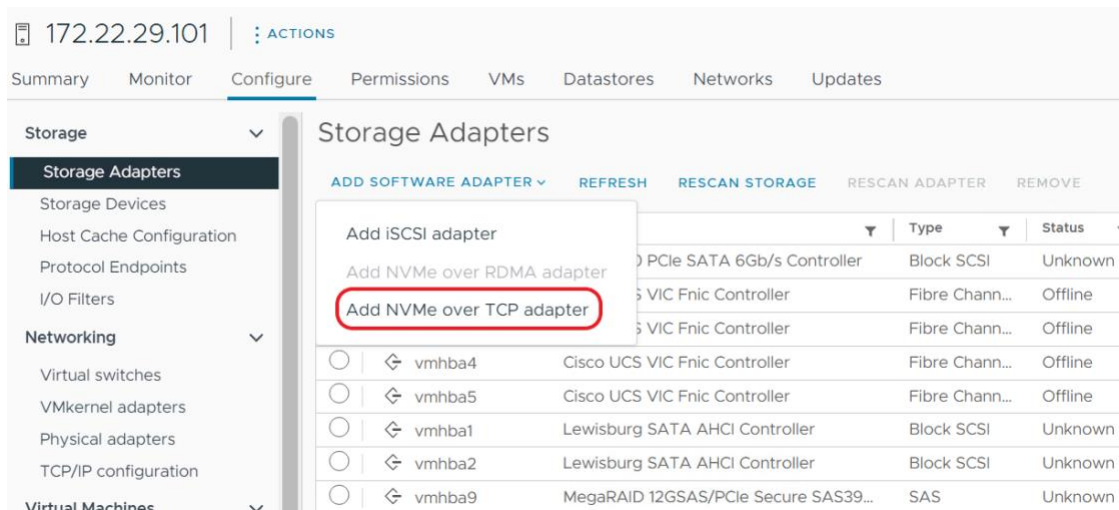 172.22.29.101 ACTIONS
Summary Monitor Configure Permissions VMs Datastores Networks Updates
Storage
Storage Adapters
Storage Devices
Host Cache Configuration
Protocol Endpoints
I/O Filters
Networking
Virtual switches
VMkernel adapters
Physical adapters
TCP/IP configuration
Virtual Machines
Storage Adapters
ADD SOFTWARE ADAPTER REFRESH RESCAN STORAGE RESCAN ADAPTER REMOVE
Add iSCSI adapter
Add NVMe over RDMA adapter
Add NVMe over TCP adapter
Type Status
PCIe SATA 6Gb/s Controller Block SCSI Unknown
VIC Fnic Controller Fibre Chann... Offline
VIC Fnic Controller Fibre Chann... Offline
vmhba4 Cisco UCS VIC Fnic Controller Fibre Chann... Offline
vmhba5 Cisco UCS VIC Fnic Controller Fibre Chann... Offline
vmhba1 Lewisburg SATA AHCI Controller Block SCSI Unknown
vmhba2 Lewisburg SATA AHCI Controller Block SCSI Unknown
vmhba9 MegaRAID 12GSAS/PCIe Secure SAS39... SAS Unknown